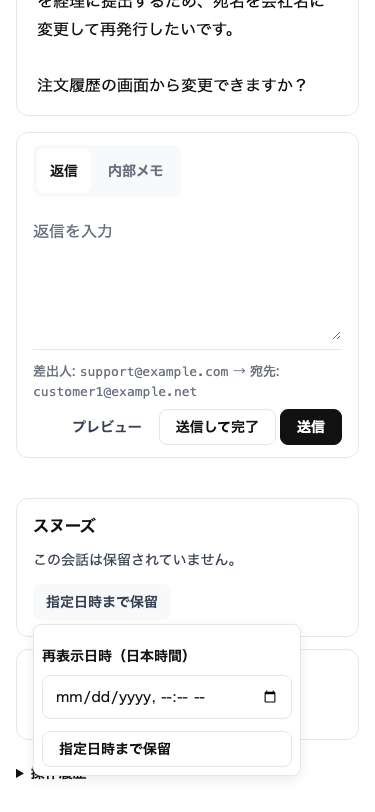 を経理に提出するため、宛名を会社名に
変更して再発行したいです。
注文履歴の画面から変更できますか？
返信
内部メモ
返信を入力
差出人: support@example.com → 宛先:
customer1@example.net
プレビュー
送信して完了
送信
スヌーズ
この会話は保留されていません。
指定日時まで保留
再表示日時（日本時間）
mm/dd/yyyy, --:-- --
指定日時まで保留
操作履歴